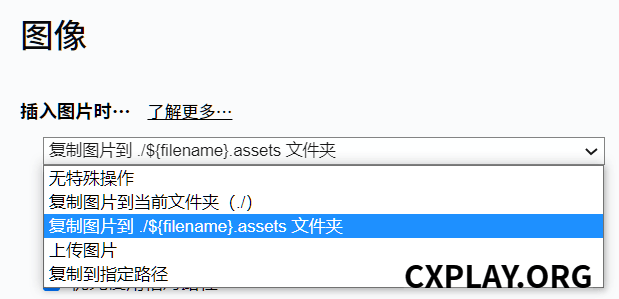 图像
插入图片时… 了解更多…
复制图片到 ./${filename}.assets 文件夹
无特殊操作
复制图片到当前文件夹（./）
复制图片到 ./${filename}.assets 文件夹
上传图片
复制到指定路径
CXPLAY.ORG